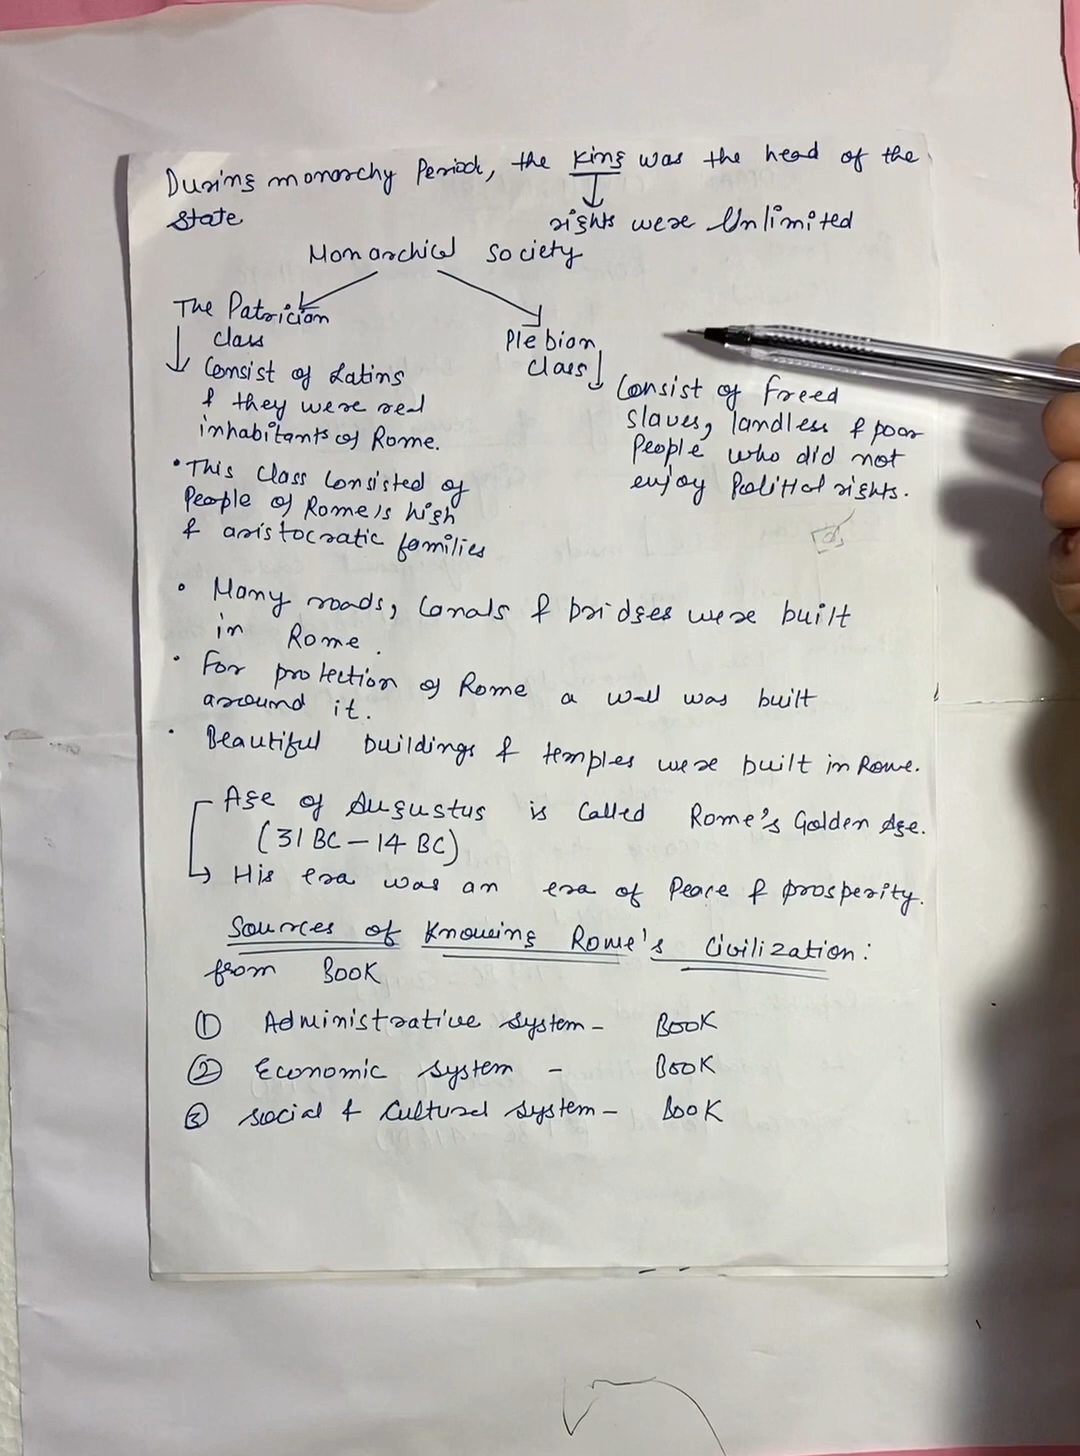 During monarchy Period, the King was the head of the
state
rights were Unlimited
Monarchical Society
The Patrician
class
Consist of Latins
& they were real
inhabitants of Rome.
• This Class Consisted of
People of Rome's high
& aristocratic families
Plebian
class
Consist of freed
slaves, landless & poor
People who did not
enjoy Political rights.
• Many roads, Canals & bridges were built
in Rome.
• For protection of Rome a wall was built
around it.
• Beautiful buildings & temples were built in Rome.
Age of Augustus is Called Rome's Golden Age.
(31 BC – 14 BC)
His era was an era of Peace & prosperity.
Sources of Knowing Rome's Civilization:
from BOOK
① Administrative System – BOOK
② Economic System – BOOK
③ Social & Cultural System – BOOK